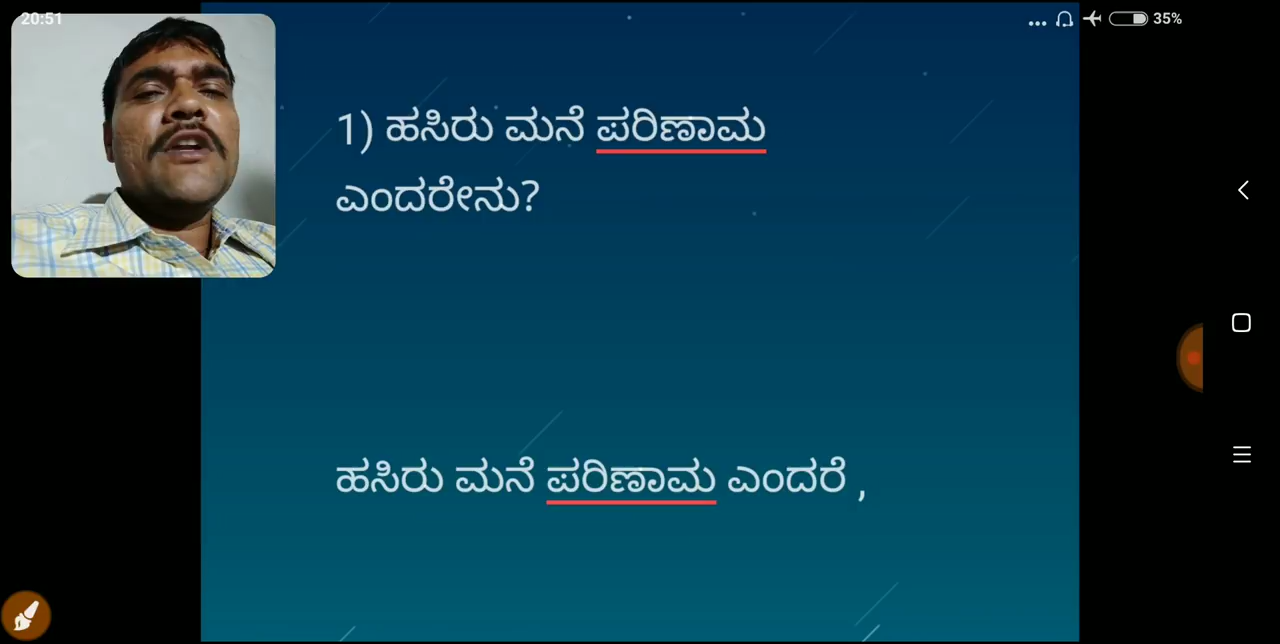 20:51
35%
1) ಹಸಿರು ಮನೆ ಪರಿಣಾಮ
ಎಂದರೇನು?
ಹಸಿರು ಮನೆ ಪರಿಣಾಮ ಎಂದರೆ ,